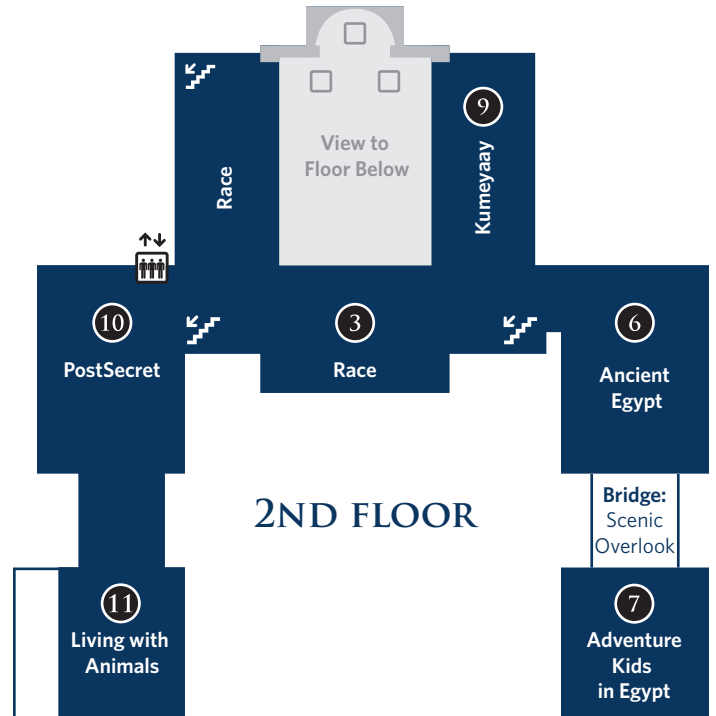 9
View to
Floor Below
Race
Kumeyaay
10
3
6
PostSecret
Race
Ancient
Egypt
2ND FLOOR
Bridge:
Scenic
Overlook
11
7
Living with
Animals
Adventure
Kids
in Egypt